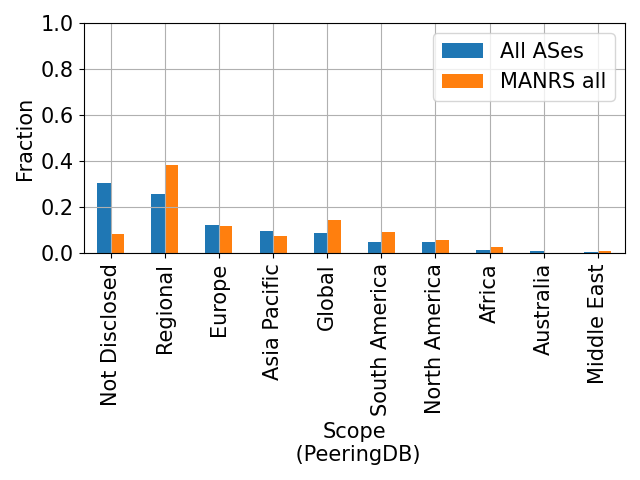 1.0
0.8
0.6
0.4
0.2
0.0
Fraction
All ASes
MANRS all
Not Disclosed
Regional
Europe
Asia Pacific
Global
South America
North America
Africa
Australia
Middle East
Scope
(PeeringDB)